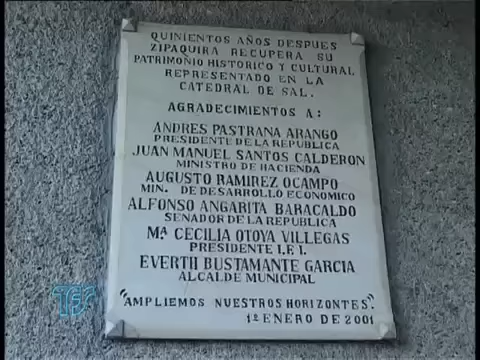 QUINIENTOS AÑOS DESPUES
ZIPAQUIRA RECUPERA SU
PATRIMONIO HISTORICO Y CULTURAL
REPRESENTADO EN LA
CATEDRAL DE SAL.
AGRADECIMIENTOS A:
ANDRES PASTRANA ARANGO
PRESIDENTE DE LA REPUBLICA
JUAN MANUEL SANTOS CALDERON
MINISTRO DE HACIENDA
AUGUSTO RAMIREZ OCAMPO
MIN. DE DESARROLLO ECONOMICO
ALFONSO ANGARITA BARACALDO
SENADOR DE LA REPUBLICA
Mª CECILIA OTOYA VILLEGAS
PRESIDENTE I.F.I.
EVERTH BUSTAMANTE GARCIA
ALCALDE MUNICIPAL
"AMPLIEMOS NUESTROS HORIZONTES"
1º ENERO DE 2001